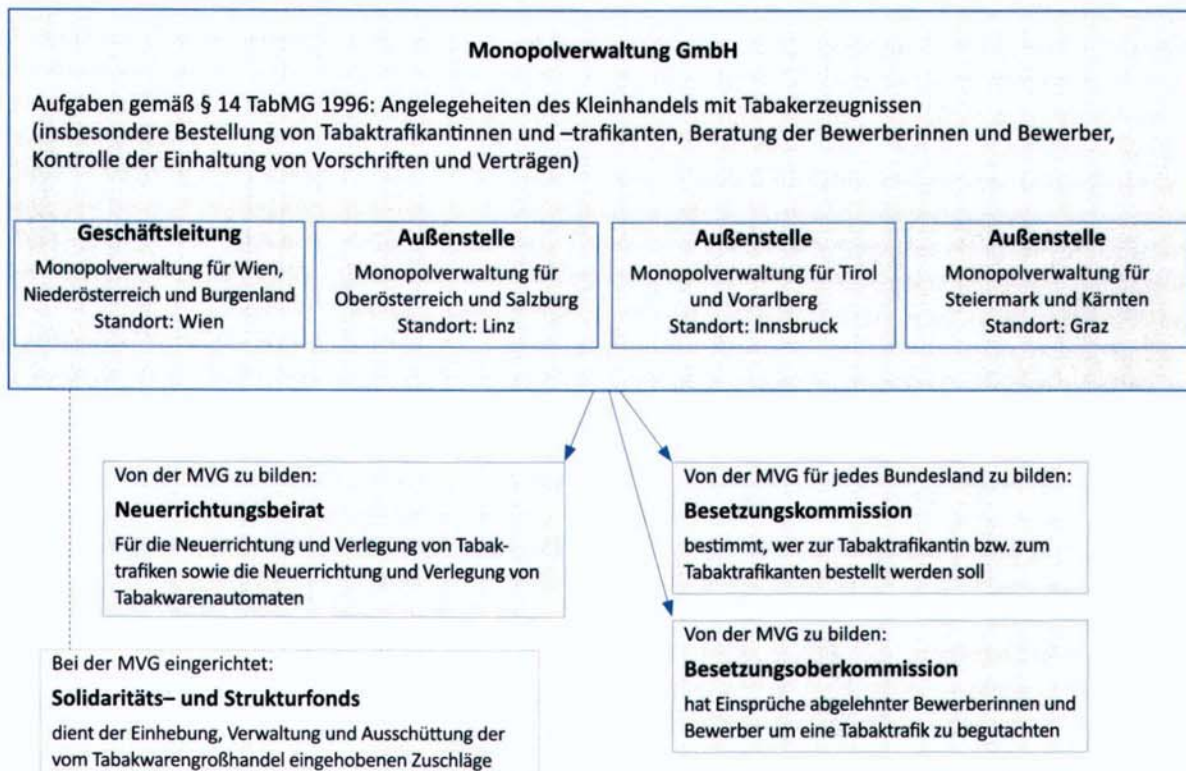 Monopolverwaltung GmbH
Aufgaben gemäß § 14 TabMG 1996: Angelegeheiten des Kleinhandels mit Tabakerzeugnissen
(insbesondere Bestellung von Tabaktrafikantinnen und –trafikanten, Beratung der Bewerberinnen und Bewerber,
Kontrolle der Einhaltung von Vorschriften und Verträgen)
Geschäftsleitung
Monopolverwaltung für Wien,
Niederösterreich und Burgenland
Standort: Wien
Außenstelle
Monopolverwaltung für
Oberösterreich und Salzburg
Standort: Linz
Außenstelle
Monopolverwaltung für Tirol
und Vorarlberg
Standort: Innsbruck
Außenstelle
Monopolverwaltung für
Steiermark und Kärnten
Standort: Graz
Von der MVG zu bilden:
Neuerrichtungsbeirat
Für die Neuerrichtung und Verlegung von Tabak-
trafiken sowie die Neuerrichtung und Verlegung von
Tabakwarenautomaten
Von der MVG für jedes Bundesland zu bilden:
Besetzungskommission
bestimmt, wer zur Tabaktrafikantin bzw. zum
Tabaktrafikanten bestellt werden soll
Bei der MVG eingerichtet:
Solidaritäts– und Strukturfonds
dient der Einhebung, Verwaltung und Ausschüttung der
vom Tabakwarengroßhandel eingehobenen Zuschläge
Von der MVG zu bilden:
Besetzungsoberkommission
hat Einsprüche abgelehnter Bewerberinnen und
Bewerber um eine Tabaktrafik zu begutachten